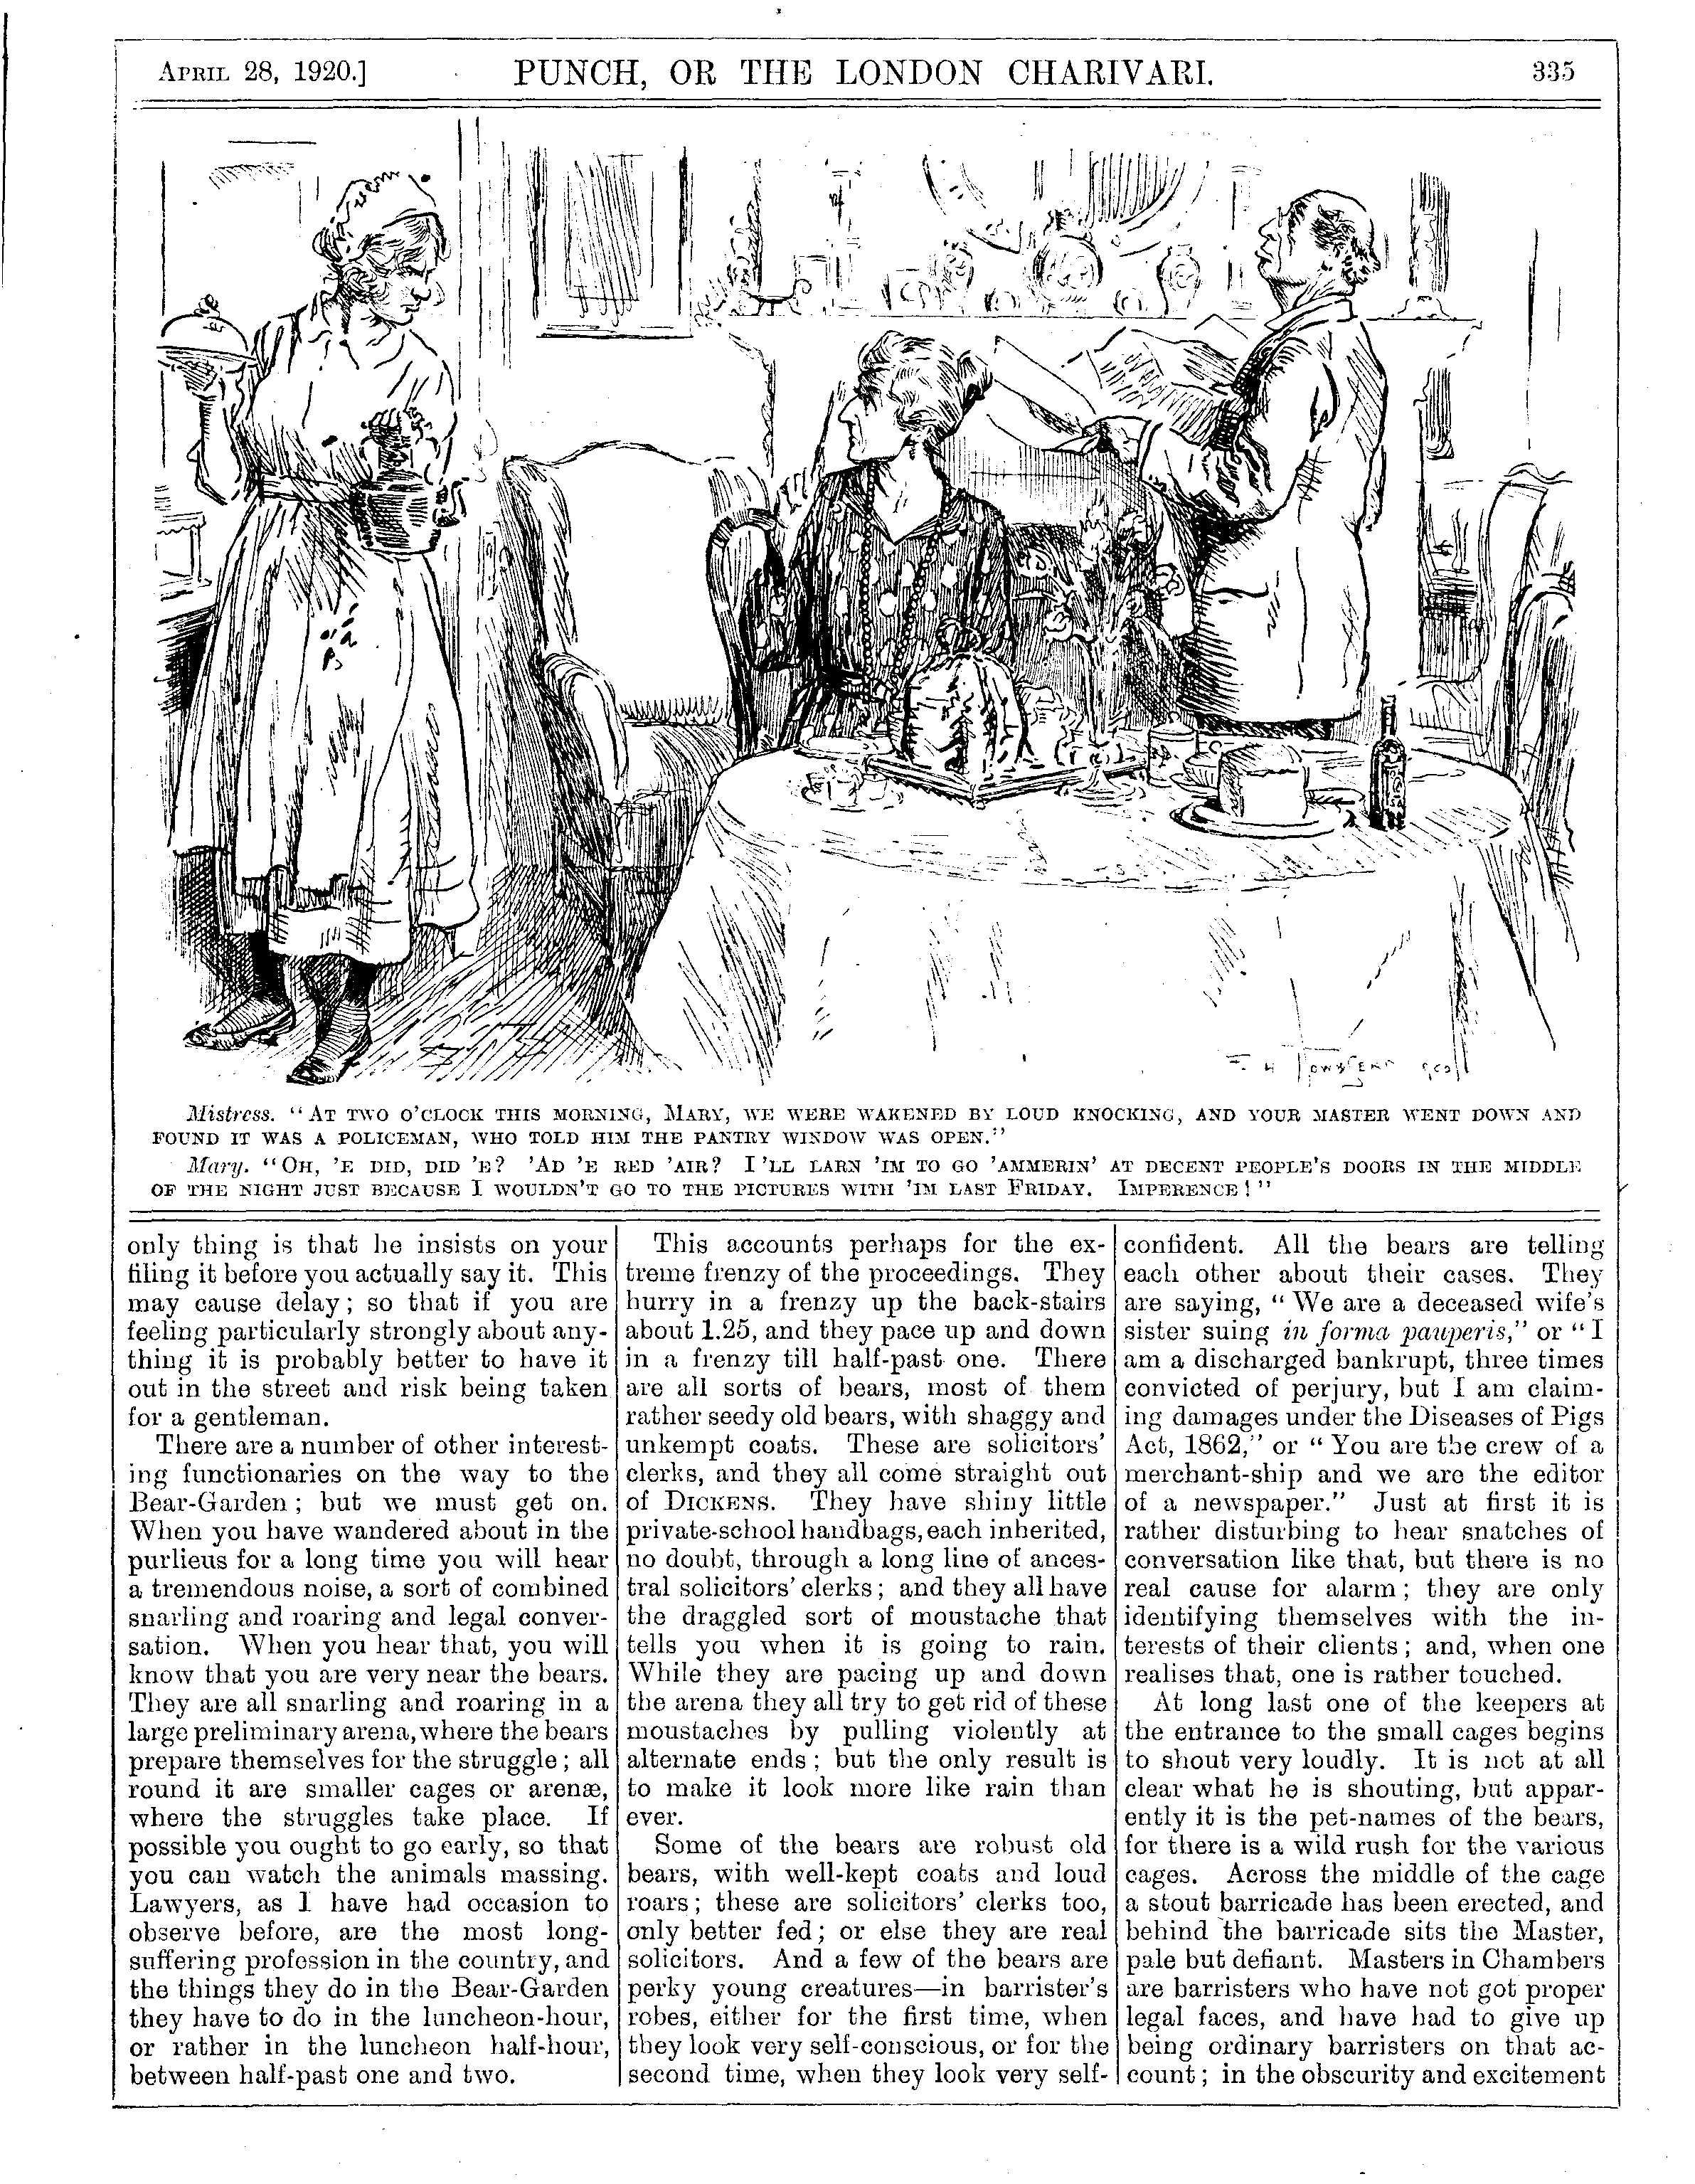 APRIL 28, 1920.] PUNCH, OR THE LONDON CHARIVARI. 335
Mistress. "AT TWO O'CLOCK THIS MORNING, MARY, WE WERE WAKENED BY LOUD KNOCKING, AND YOUR MASTER WENT DOWN AND
FOUND IT WAS A POLICEMAN, WHO TOLD HIM THE PANTRY WINDOW WAS OPEN."
Mary. "OH, 'E DID, DID 'E? 'AD 'E RED 'AIR? I'LL LARN 'IM TO GO 'AMMERIN' AT DECENT PEOPLE'S DOORS IN THE MIDDLE
OF THE NIGHT JUST BECAUSE I WOULDN'T GO TO THE PICTURES WITH 'IM LAST FRIDAY. IMPERENCE!"
only thing is that he insists on your
filing it before you actually say it. This
may cause delay; so that if you are
feeling particularly strongly about any-
thing it is probably better to have it
out in the street and risk being taken
for a gentleman.
There are a number of other interest-
ing functionaries on the way to the
Bear-Garden; but we must get on.
When you have wandered about in the
purlieus for a long time you will hear
a tremendous noise, a sort of combined
snarling and roaring and legal conver-
sation. When you hear that, you will
know that you are very near the bears.
They are all snarling and roaring in a
large preliminary arena, where the bears
prepare themselves for the struggle; all
round it are smaller cages or arenæ,
where the struggles take place. If
possible you ought to go early, so that
you can watch the animals massing.
Lawyers, as I have had occasion to
observe before, are the most long-
suffering profession in the country, and
the things they do in the Bear-Garden
they have to do in the luncheon-hour,
or rather in the luncheon half-hour,
between half-past one and two.
This accounts perhaps for the ex-
treme frenzy of the proceedings. They
hurry in a frenzy up the back-stairs
about 1.25, and they pace up and down
in a frenzy till half-past one. There
are all sorts of bears, most of them
rather seedy old bears, with shaggy and
unkempt coats. These are solicitors'
clerks, and they all come straight out
of DICKENS. They have shiny little
private-school handbags, each inherited,
no doubt, through a long line of ances-
tral solicitors' clerks; and they all have
the draggled sort of moustache that
tells you when it is going to rain.
While they are pacing up and down
the arena they all try to get rid of these
moustaches by pulling violently at
alternate ends; but the only result is
to make it look more like rain than
ever.
Some of the bears are robust old
bears, with well-kept coats and loud
roars; these are solicitors' clerks too,
only better fed; or else they are real
solicitors. And a few of the bears are
perky young creatures—in barrister's
robes, either for the first time, when
they look very self-conscious, or for the
second time, when they look very self-
confident. All the bears are telling
each other about their cases. They
are saying, "We are a deceased wife's
sister suing in forma pauperis," or "I
am a discharged bankrupt, three times
convicted of perjury, but I am claim-
ing damages under the Diseases of Pigs
Act, 1862," or "You are the crew of a
merchant-ship and we are the editor
of a newspaper." Just at first it is
rather disturbing to hear snatches of
conversation like that, but there is no
real cause for alarm; they are only
identifying themselves with the in-
terests of their clients; and, when one
realises that, one is rather touched.
At long last one of the keepers at
the entrance to the small cages begins
to shout very loudly. It is not at all
clear what he is shouting, but appar-
ently it is the pet-names of the bears,
for there is a wild rush for the various
cages. Across the middle of the cage
a stout barricade has been erected, and
behind the barricade sits the Master,
pale but defiant. Masters in Chambers
are barristers who have not got proper
legal faces, and have had to give up
being ordinary barristers on that ac-
count; in the obscurity and excitement